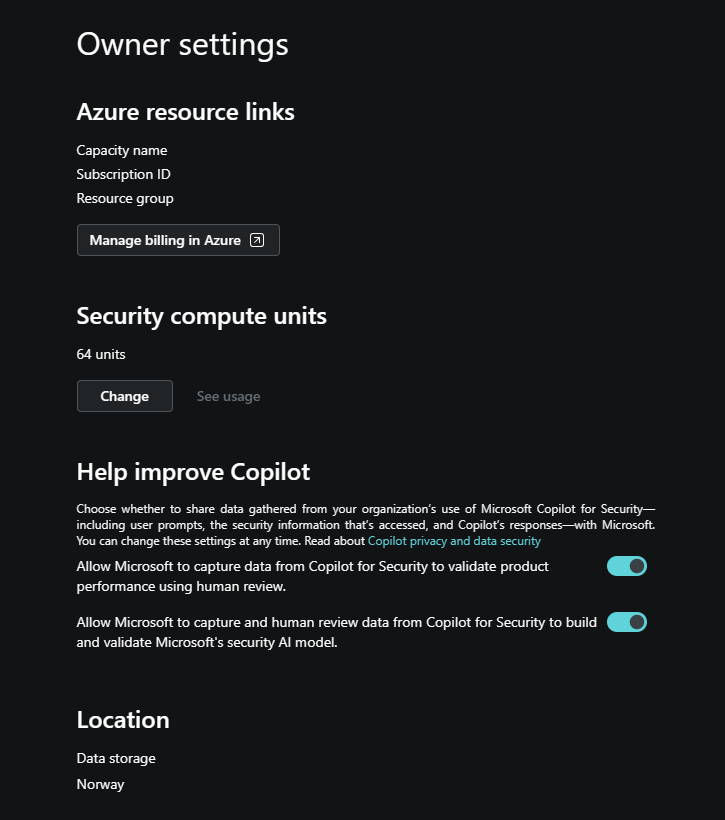 Owner settings
Azure resource links
Capacity name
Subscription ID
Resource group
Manage billing in Azure
Security compute units
64 units
Change
See usage
Help improve Copilot
Choose whether to share data gathered from your organization's use of Microsoft Copilot for Security—
including user prompts, the security information that's accessed, and Copilot's responses—with Microsoft.
You can change these settings at any time. Read about Copilot privacy and data security
Allow Microsoft to capture data from Copilot for Security to validate product
performance using human review.
Allow Microsoft to capture and human review data from Copilot for Security to build
and validate Microsoft's security AI model.
Location
Data storage
Norway